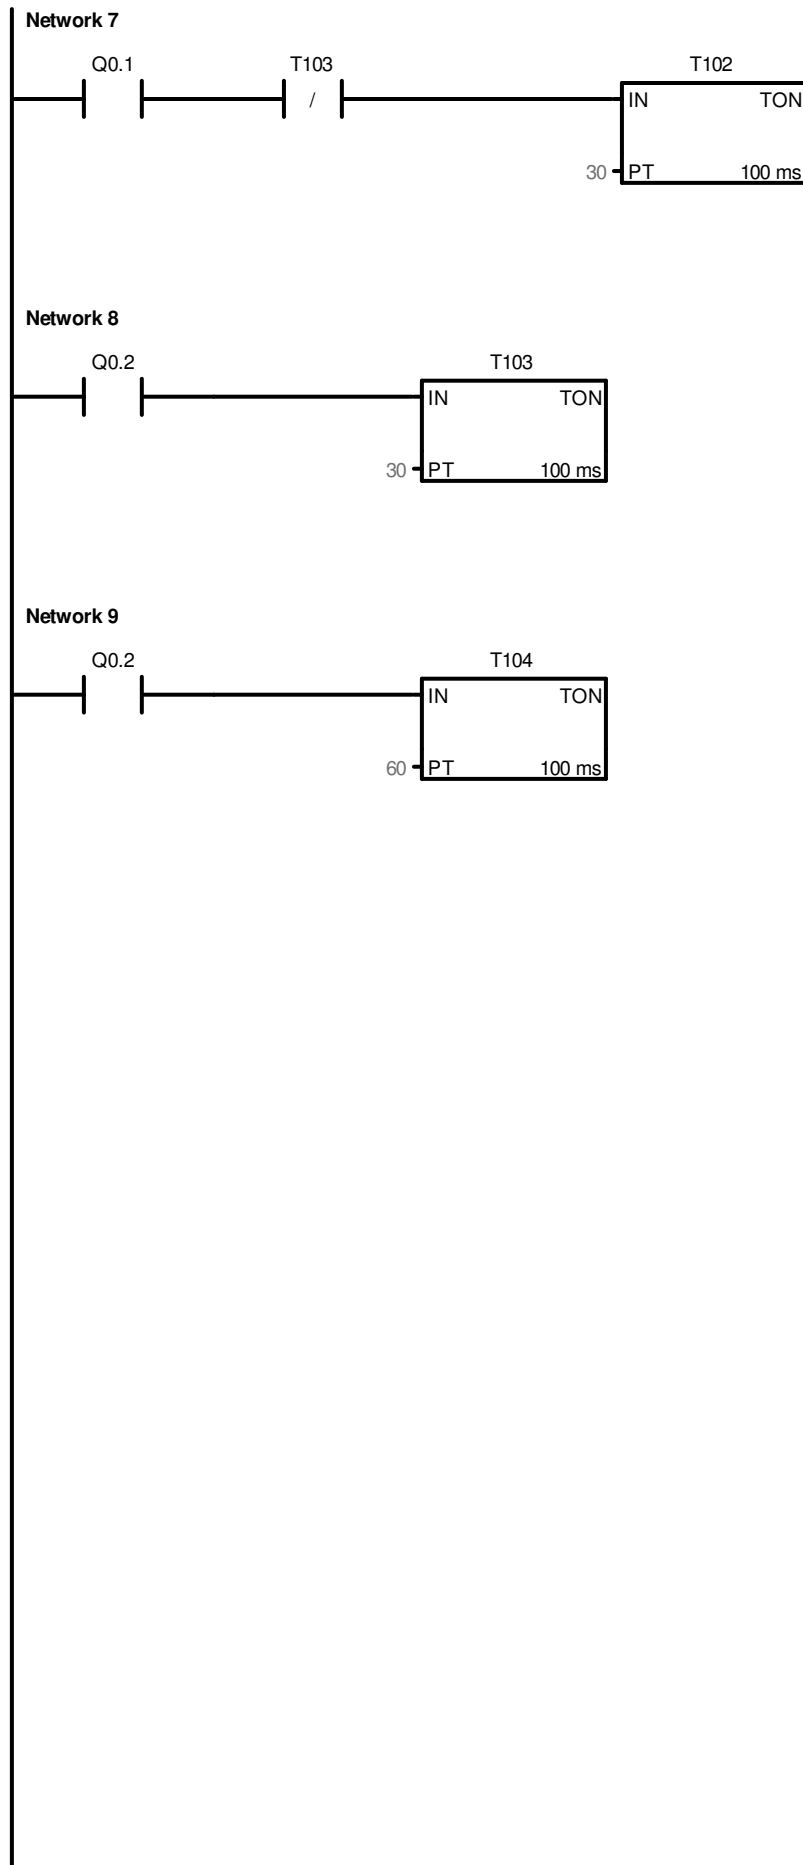 Network 7
Q0.1 T103 T102
/ IN TON
30 PT 100 ms
Network 8
Q0.2 T103
IN TON
30 PT 100 ms
Network 9
Q0.2 T104
IN TON
60 PT 100 ms